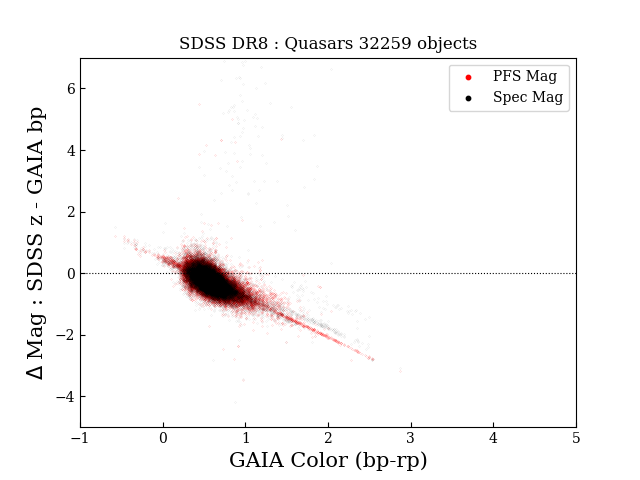 SDSS DR8 : Quasars 32259 objects
PFS Mag
Spec Mag
Δ Mag : SDSS z - GAIA bp
6
4
2
0
−2
−4
−1 0 1 2 3 4 5
GAIA Color (bp-rp)